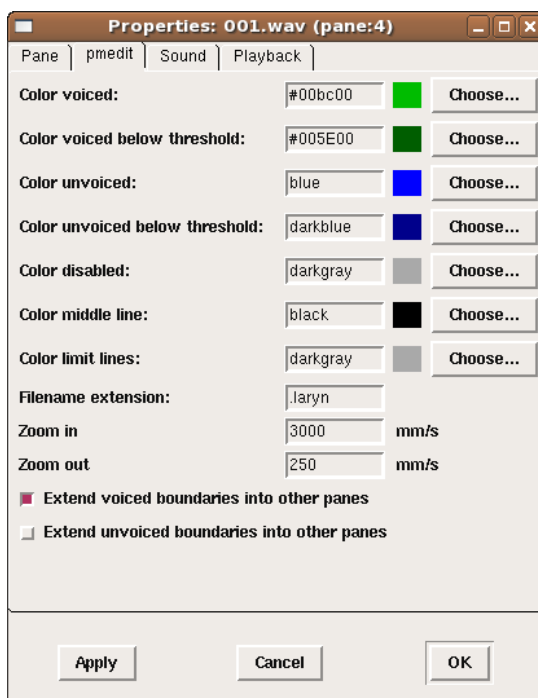 Properties: 001.wav (pane:4)
Pane pmedit Sound Playback
Color voiced: #00bc00 Choose...
Color voiced below threshold: #005E00 Choose...
Color unvoiced: blue Choose...
Color unvoiced below threshold: darkblue Choose...
Color disabled: darkgray Choose...
Color middle line: black Choose...
Color limit lines: darkgray Choose...
Filename extension: .laryn
Zoom in 3000 mm/s
Zoom out 250 mm/s
Extend voiced boundaries into other panes
Extend unvoiced boundaries into other panes
Apply Cancel OK